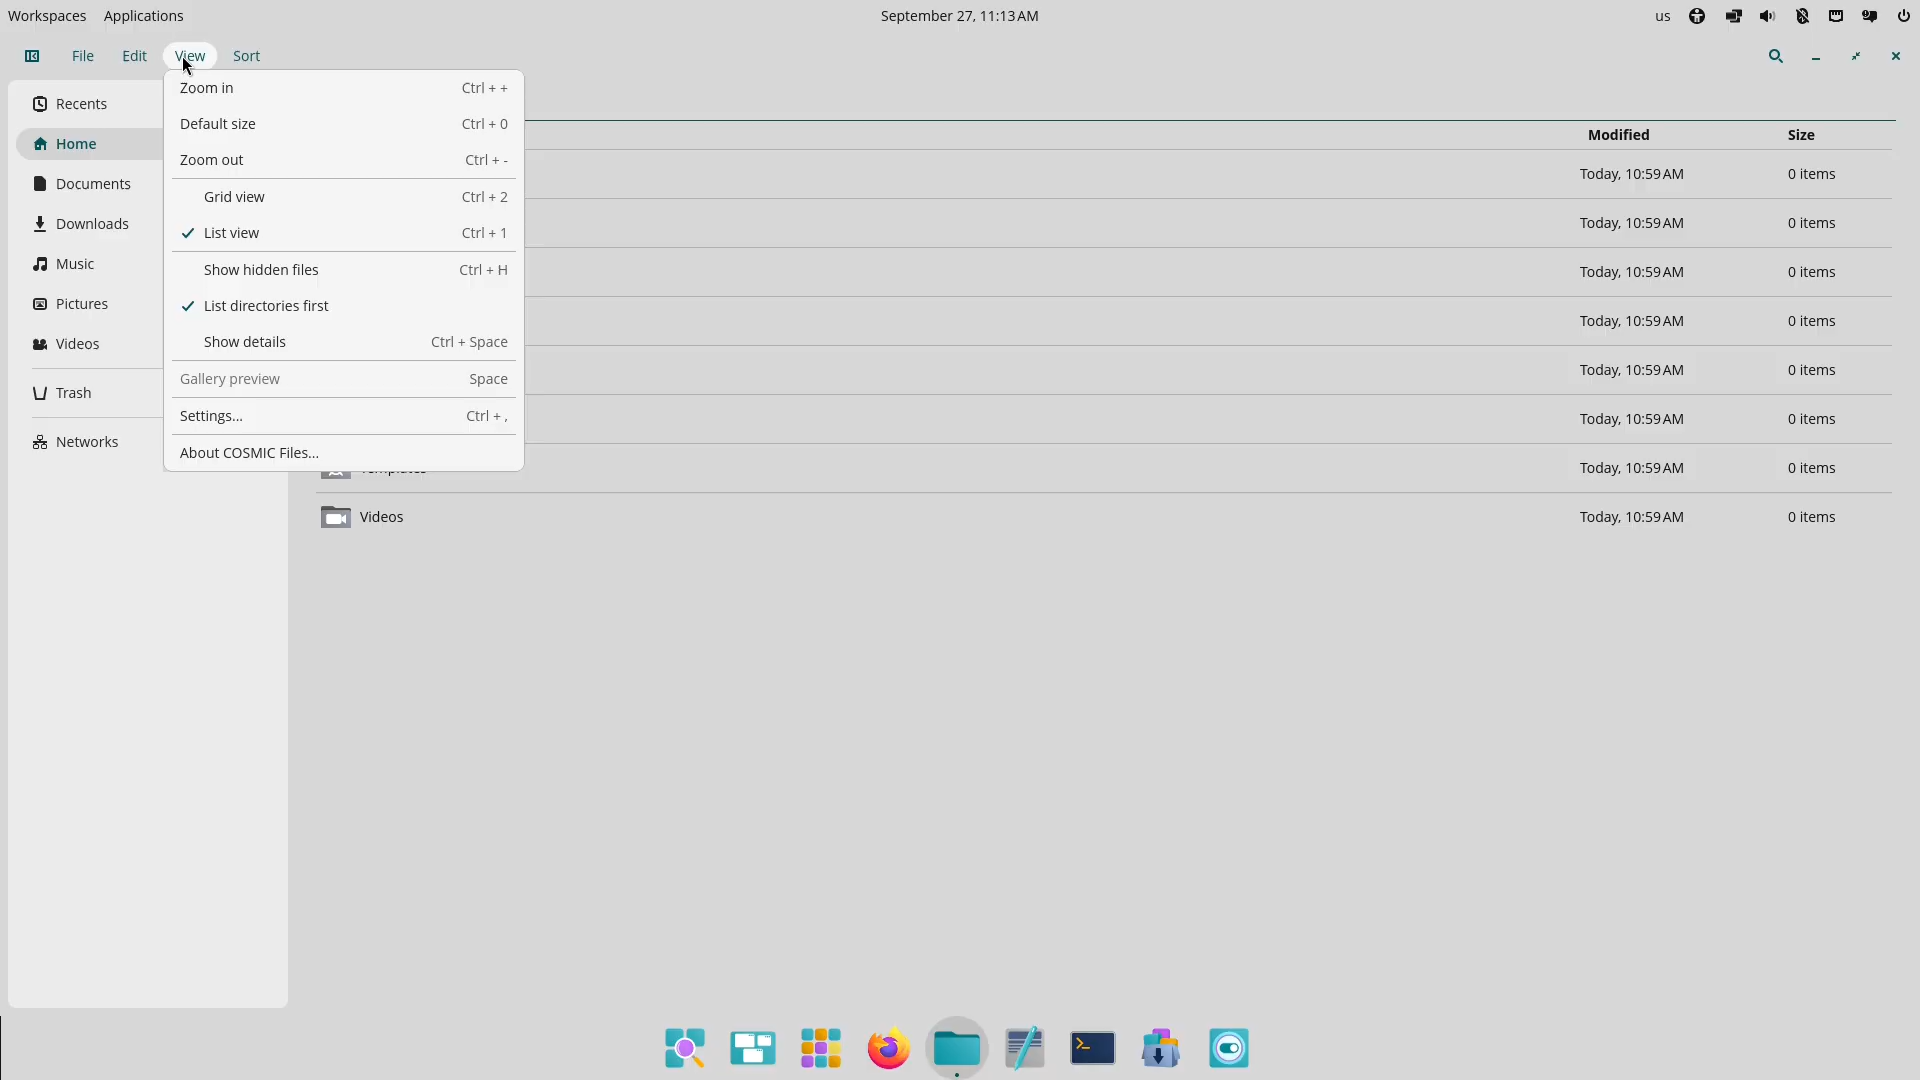 Workspaces Applications September 27, 11:13 AM us
File Edit View Sort
Zoom in Ctrl + +
Default size Ctrl + 0
Zoom out Ctrl + -
Grid view Ctrl + 2
List view Ctrl + 1
Show hidden files Ctrl + H
List directories first
Show details Ctrl + Space
Gallery preview Space
Settings... Ctrl + ,
About COSMIC Files...
Recents
Home
Documents
Downloads
Music
Pictures
Videos
Trash
Networks
Modified Size
Today, 10:59 AM 0 items
Today, 10:59 AM 0 items
Today, 10:59 AM 0 items
Today, 10:59 AM 0 items
Today, 10:59 AM 0 items
Today, 10:59 AM 0 items
Templates Today, 10:59 AM 0 items
Videos Today, 10:59 AM 0 items